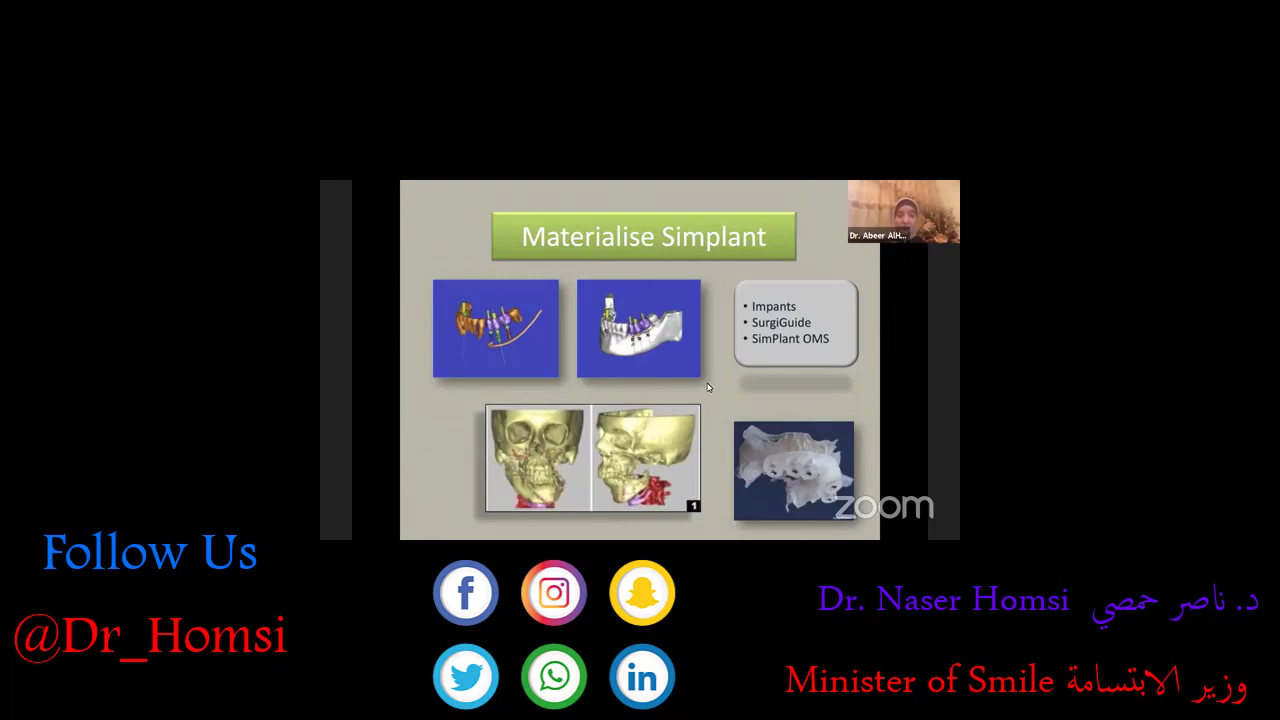 Materialise Simplant
Dr. Abeer AlH...
• Impants
• SurgiGuide
• SimPlant OMS
1
zoom
Follow Us
@Dr_Homsi
Dr. Naser Homsi د. ناصر حمصي
Minister of Smile وزير الابتسامة